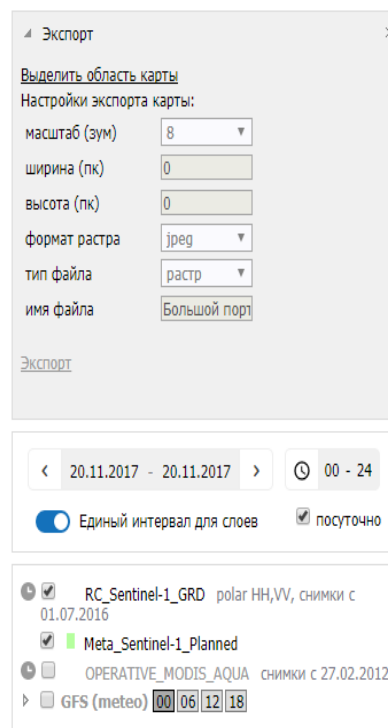 Экспорт
Выделить область карты
Настройки экспорта карты:
масштаб (зум) 8
ширина (пк) 0
высота (пк) 0
формат растра jpeg
тип файла растр
имя файла Большой порт
Экспорт
20.11.2017 - 20.11.2017 00 - 24
Единый интервал для слоев посуточно
RC_Sentinel-1_GRD polar HH,VV, снимки с
01.07.2016
Meta_Sentinel-1_Planned
OPERATIVE_MODIS_AQUA снимки с 27.02.2012
GFS (meteo) 00 06 12 18